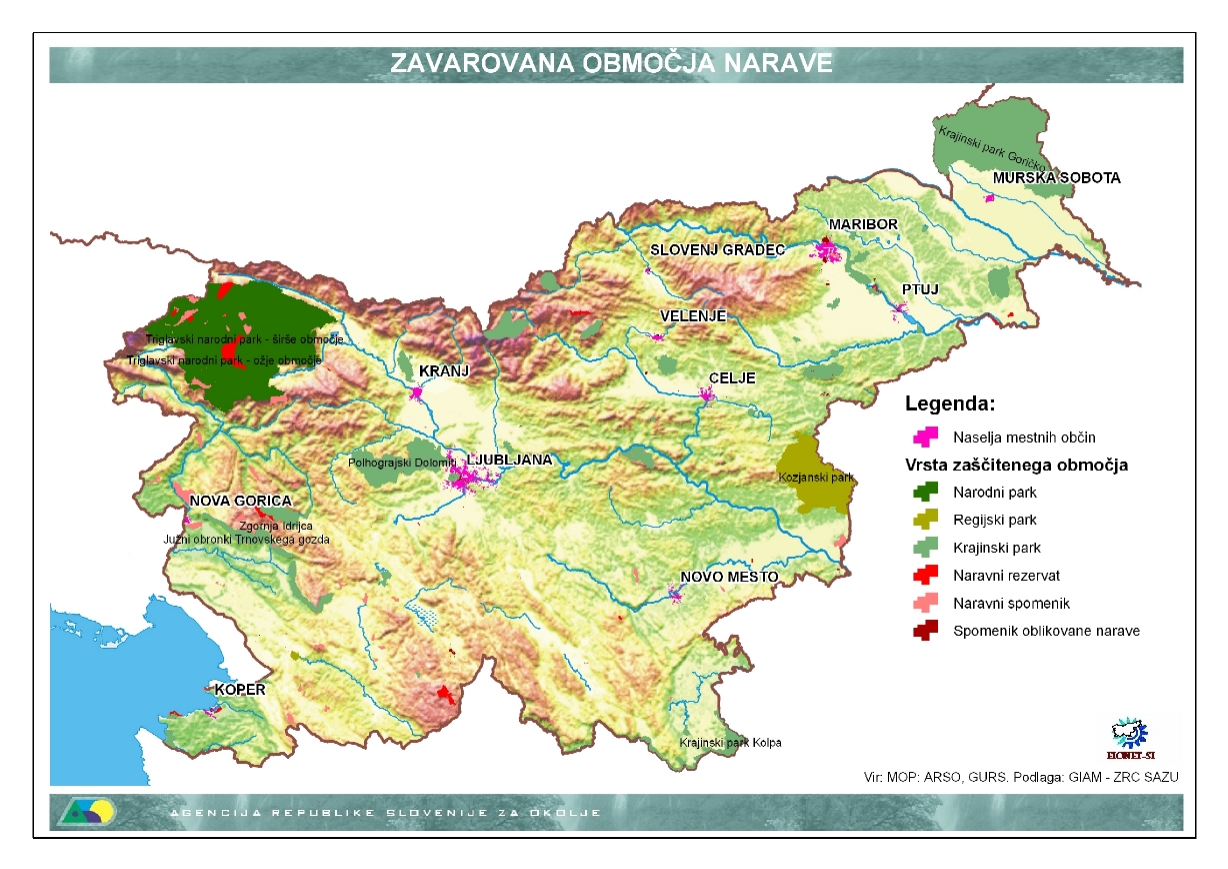 ZAVAROVANA OBMOČJA NARAVE
Krajinski park Goričko
MURSKA SOBOTA
MARIBOR
SLOVENJ GRADEC
PTUJ
VELENJE
Triglavski narodni park - širše območje
Triglavski narodni park - ožje območje
KRANJ
CELJE
Legenda:
Naselja mestnih občin
Vrsta zaščitenega območja
Narodni park
Regijski park
Krajinski park
Naravni rezervat
Naravni spomenik
Spomenik oblikovane narave
Polhograjski Dolomiti
LJUBLJANA
Kozjanski park
NOVA GORICA
Zgornja Idrijca
Južni obronki Trnovskega gozda
NOVO MESTO
KOPER
Krajinski park Kolpa
EIONET-SI
Vir: MOP: ARSO, GURS. Podlaga: GIAM - ZRC SAZU
AGENCIJA REPUBLIKE SLOVENIJE ZA OKOLJE